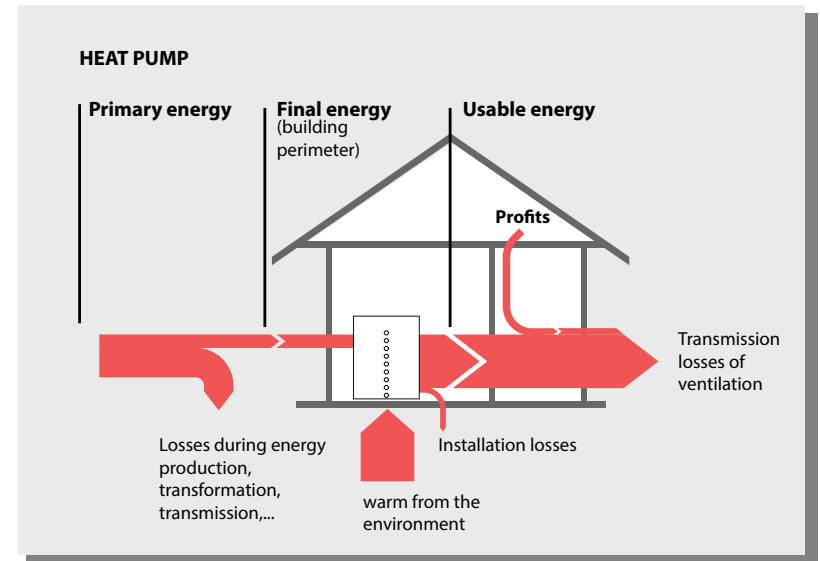 HEAT PUMP
Primary energy
Final energy
(building
perimeter)
Usable energy
Profits
Transmission
losses of
ventilation
Losses during energy
production,
transformation,
transmission,...
Installation losses
warm from the
environment